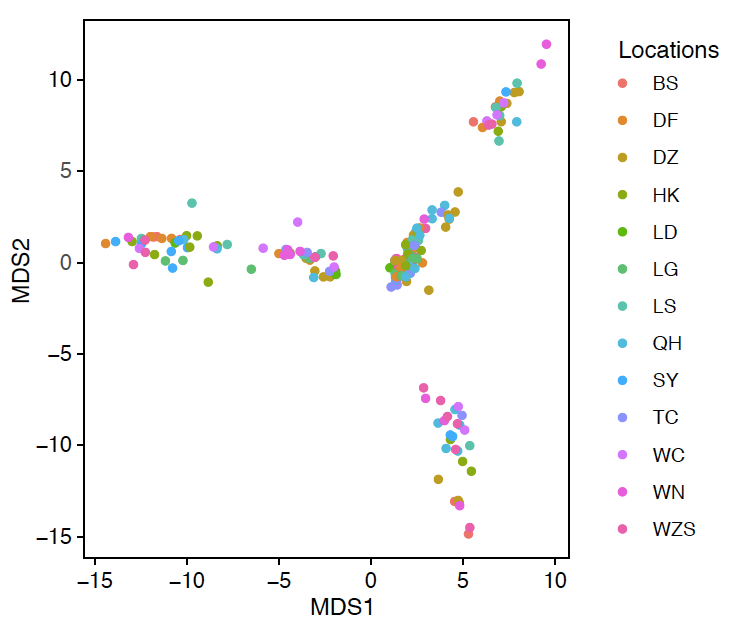 Locations
BS
DF
DZ
HK
LD
LG
LS
QH
SY
TC
WC
WN
WZS
MDS2
10
5
0
−5
−10
−15
−15 −10 −5 0 5 10
MDS1